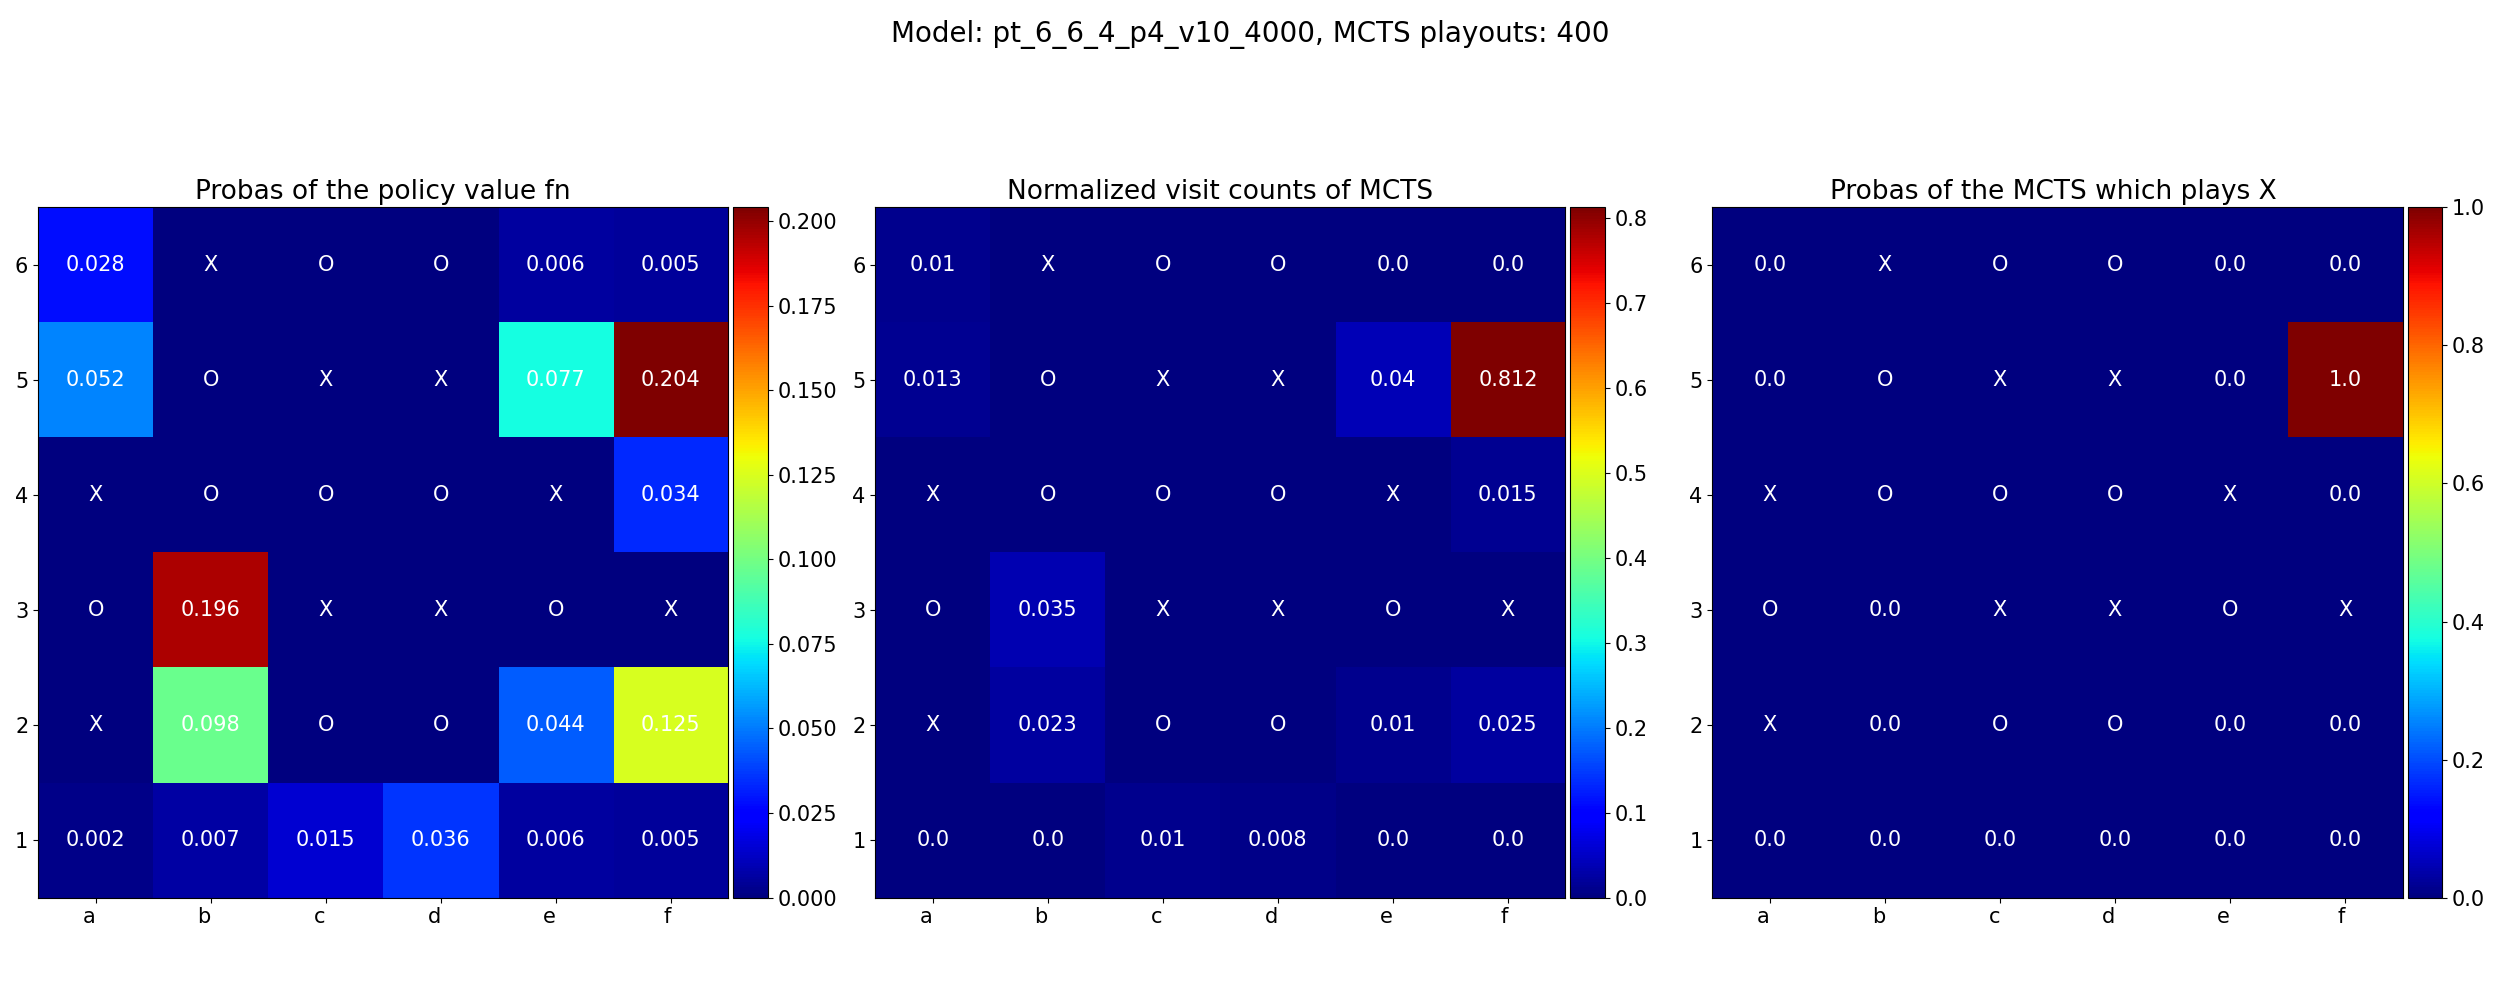 Model: pt_6_6_4_p4_v10_4000, MCTS playouts: 400
Probas of the policy value fn
6 0.028 X O O 0.006 0.005
5 0.052 O X X 0.077 0.204
4 X O O O X 0.034
3 O 0.196 X X O X
2 X 0.098 O O 0.044 0.125
1 0.002 0.007 0.015 0.036 0.006 0.005
a b c d e f
0.200
0.175
0.150
0.125
0.100
0.075
0.050
0.025
0.000
Normalized visit counts of MCTS
6 0.01 X O O 0.0 0.0
5 0.013 O X X 0.04 0.812
4 X O O O X 0.015
3 O 0.035 X X O X
2 X 0.023 O O 0.01 0.025
1 0.0 0.0 0.01 0.008 0.0 0.0
a b c d e f
0.8
0.7
0.6
0.5
0.4
0.3
0.2
0.1
0.0
Probas of the MCTS which plays X
6 0.0 X O O 0.0 0.0
5 0.0 O X X 0.0 1.0
4 X O O O X 0.0
3 O 0.0 X X O X
2 X 0.0 O O 0.0 0.0
1 0.0 0.0 0.0 0.0 0.0 0.0
a b c d e f
1.0
0.8
0.6
0.4
0.2
0.0